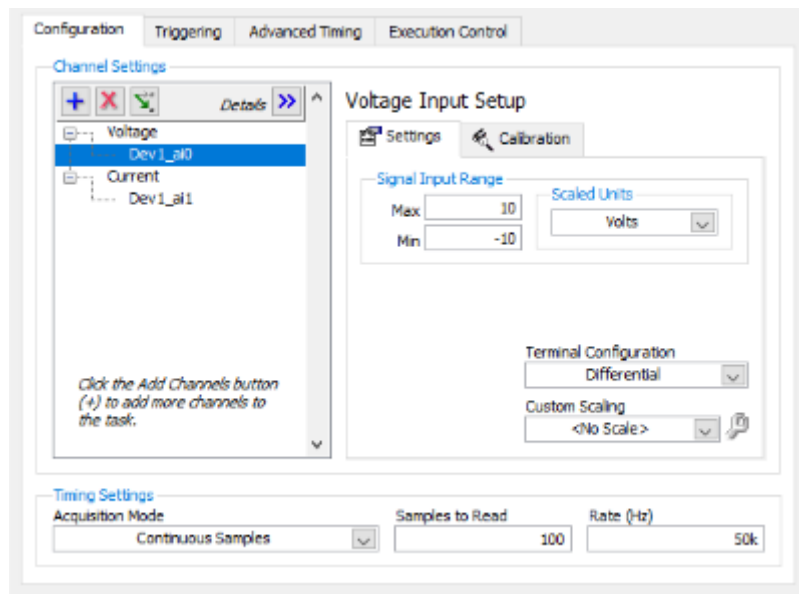 Configuration Triggering Advanced Timing Execution Control
Channel Settings
Details
Voltage
Dev1_ai0
Current
Dev1_ai1
Click the Add Channels button
(+) to add more channels to
the task.
Voltage Input Setup
Settings Calibration
Signal Input Range
Max 10
Min -10
Scaled Units
Volts
Terminal Configuration
Differential
Custom Scaling
<No Scale>
Timing Settings
Acquisition Mode Samples to Read Rate (Hz)
Continuous Samples 100 50k